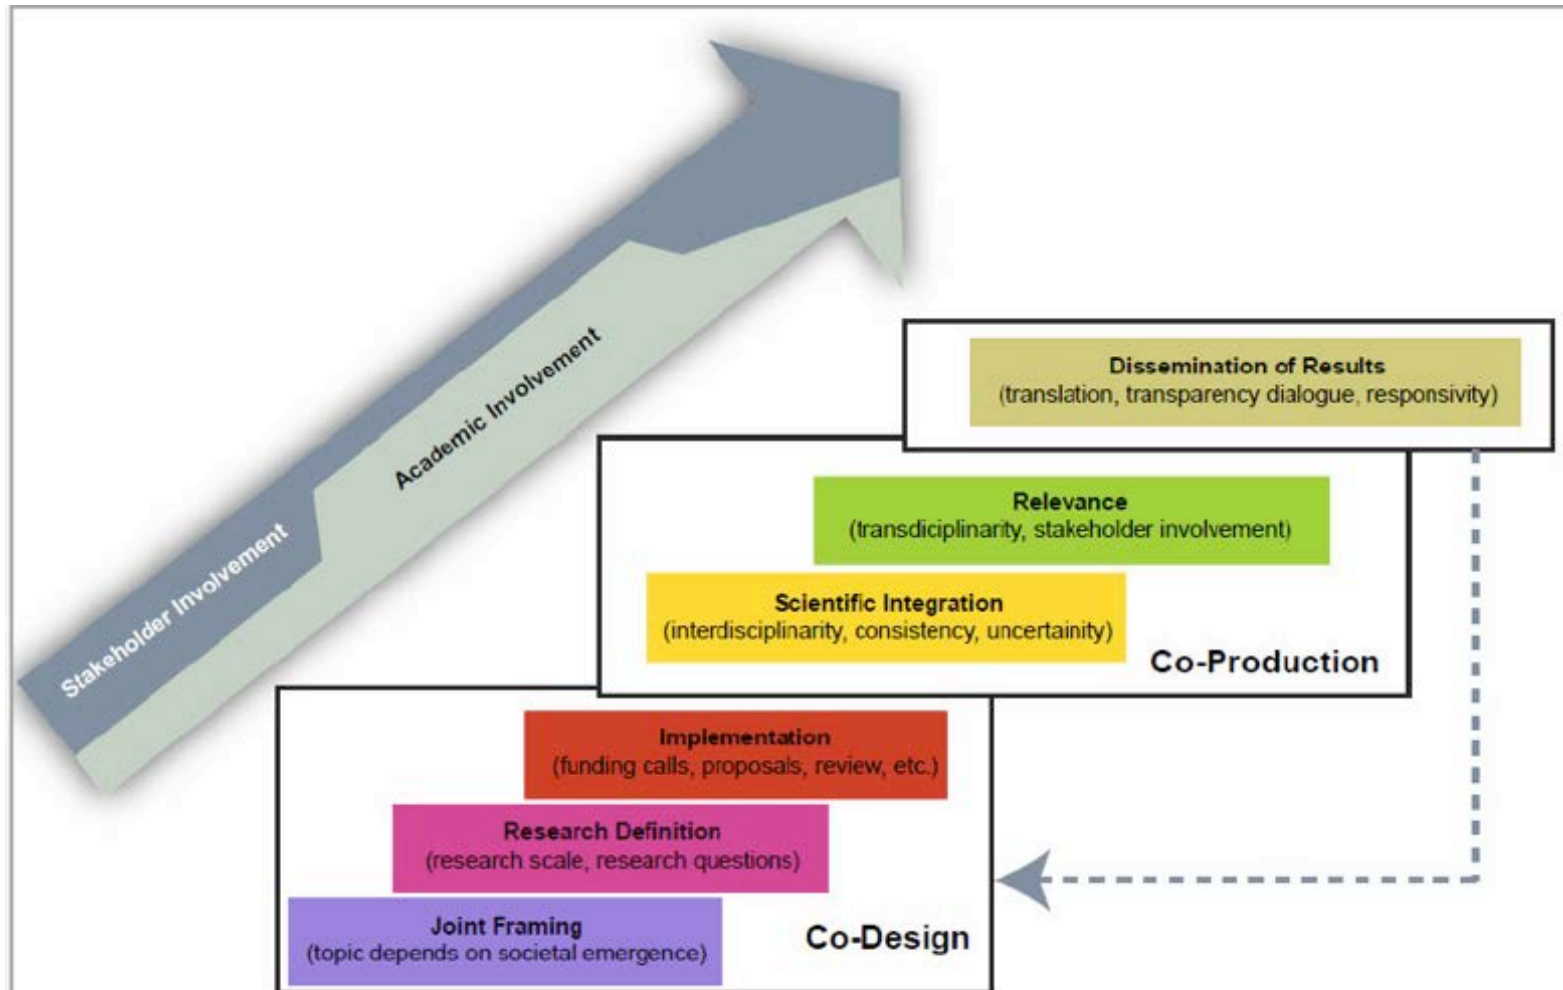 Stakeholder Involvement
Academic Involvement
Dissemination of Results
(translation, transparency dialogue, responsivity)
Relevance
(transdiciplinarity, stakeholder involvement)
Scientific Integration
(interdisciplinarity, consistency, uncertainity)
Co-Production
Implementation
(funding calls, proposals, review, etc.)
Research Definition
(research scale, research questions)
Joint Framing
(topic depends on societal emergence)
Co-Design